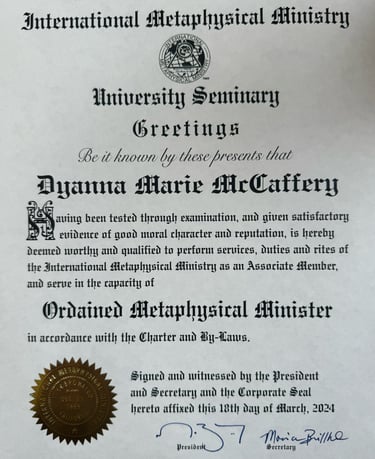 International Metaphysical Ministry
University Seminary
Greetings
Be it known by these presents that
Dyanna Marie McCaffery
Having been tested through examination, and given satisfactory
evidence of good moral character and reputation, is hereby
deemed worthy and qualified to perform services, duties and rites of
the International Metaphysical Ministry as an Associate Member,
and serve in the capacity of
Ordained Metaphysical Minister
in accordance with the Charter and By-Laws.
Signed and witnessed by the President
and Secretary and the Corporate Seal
hereto affixed this 18th day of March, 2024
President
Secretary